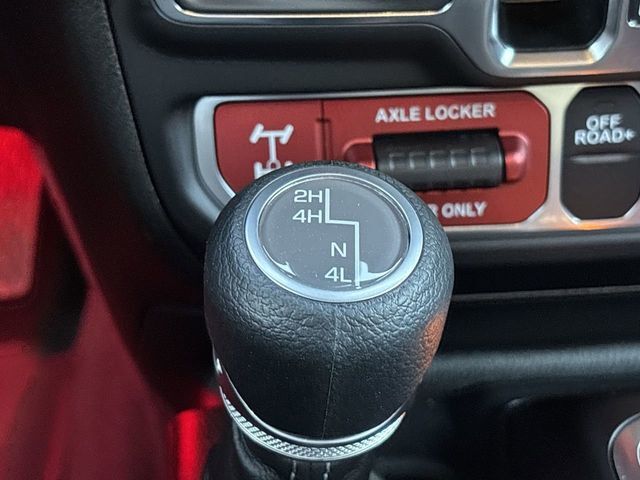 AXLE LOCKER
OFF
ROAD+
2H
4H
N
4L
ONLY